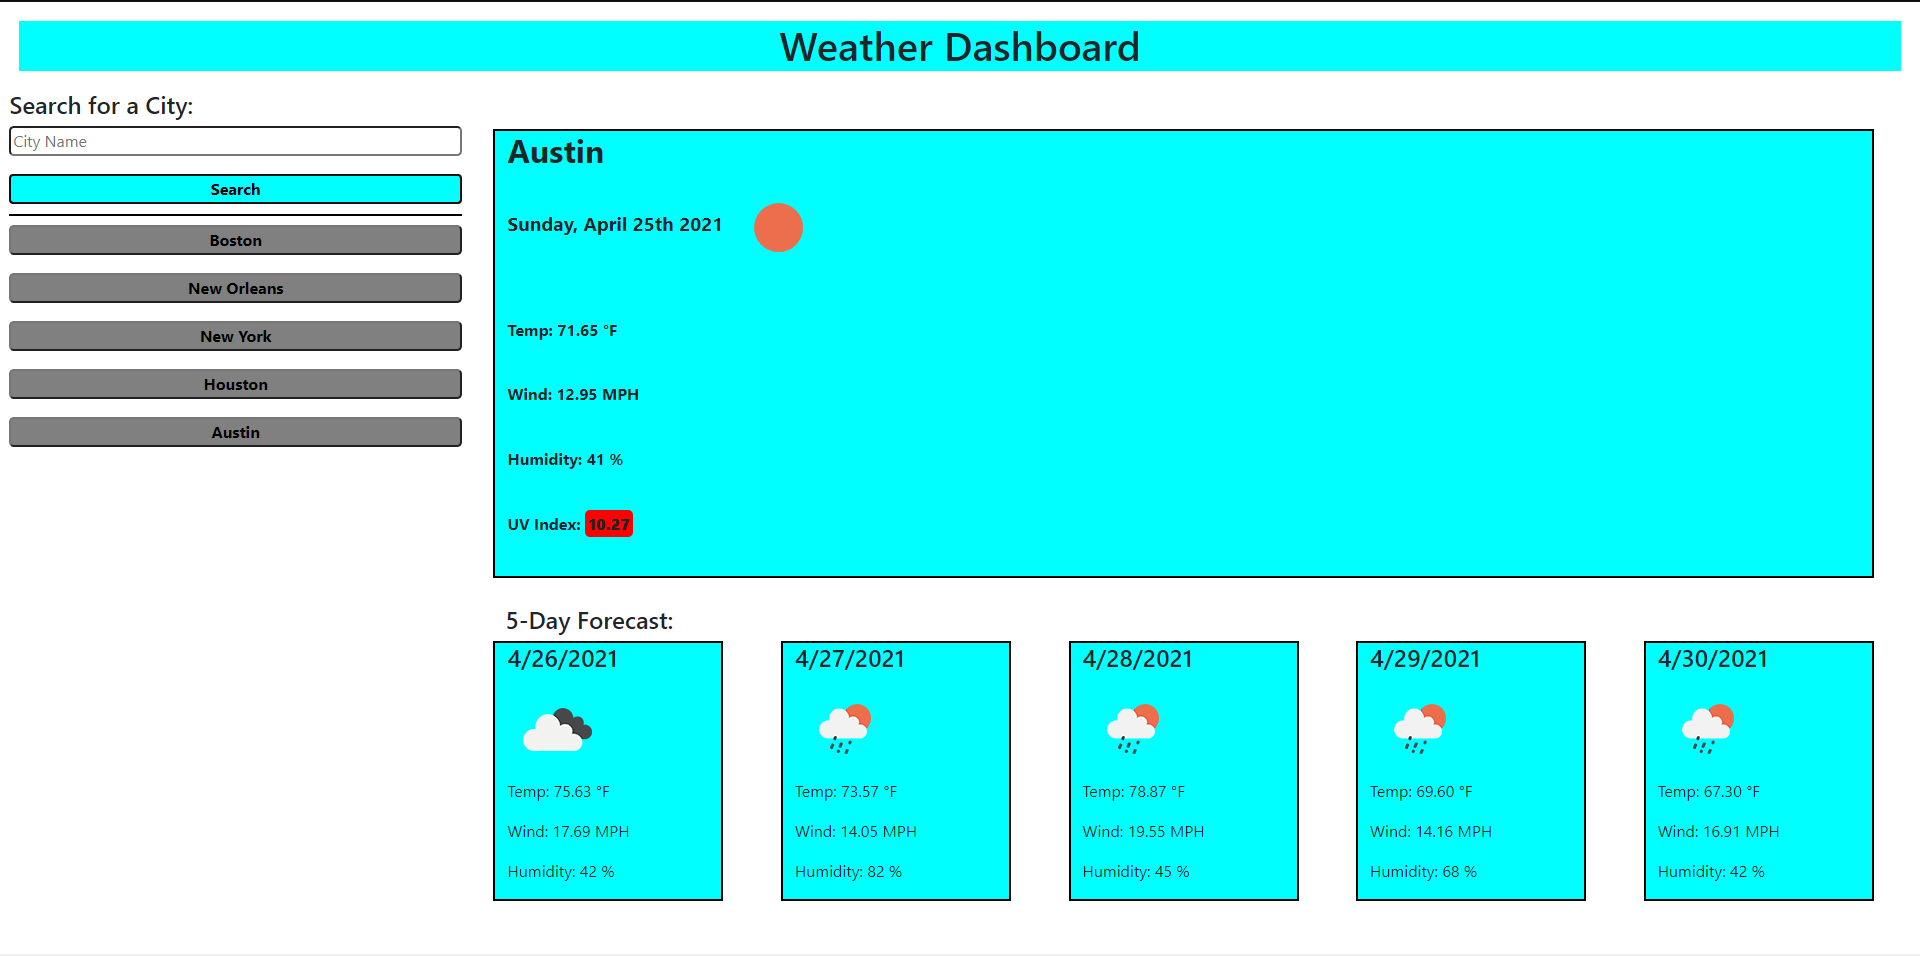 Weather Dashboard
Search for a City:
City Name
Search
Boston
New Orleans
New York
Houston
Austin
Austin
Sunday, April 25th 2021
Temp: 71.65 °F
Wind: 12.95 MPH
Humidity: 41 %
UV Index: 10.27
5-Day Forecast:
4/26/2021
Temp: 75.63 °F
Wind: 17.69 MPH
Humidity: 42 %
4/27/2021
Temp: 73.57 °F
Wind: 14.05 MPH
Humidity: 82 %
4/28/2021
Temp: 78.87 °F
Wind: 19.55 MPH
Humidity: 45 %
4/29/2021
Temp: 69.60 °F
Wind: 14.16 MPH
Humidity: 68 %
4/30/2021
Temp: 67.30 °F
Wind: 16.91 MPH
Humidity: 42 %